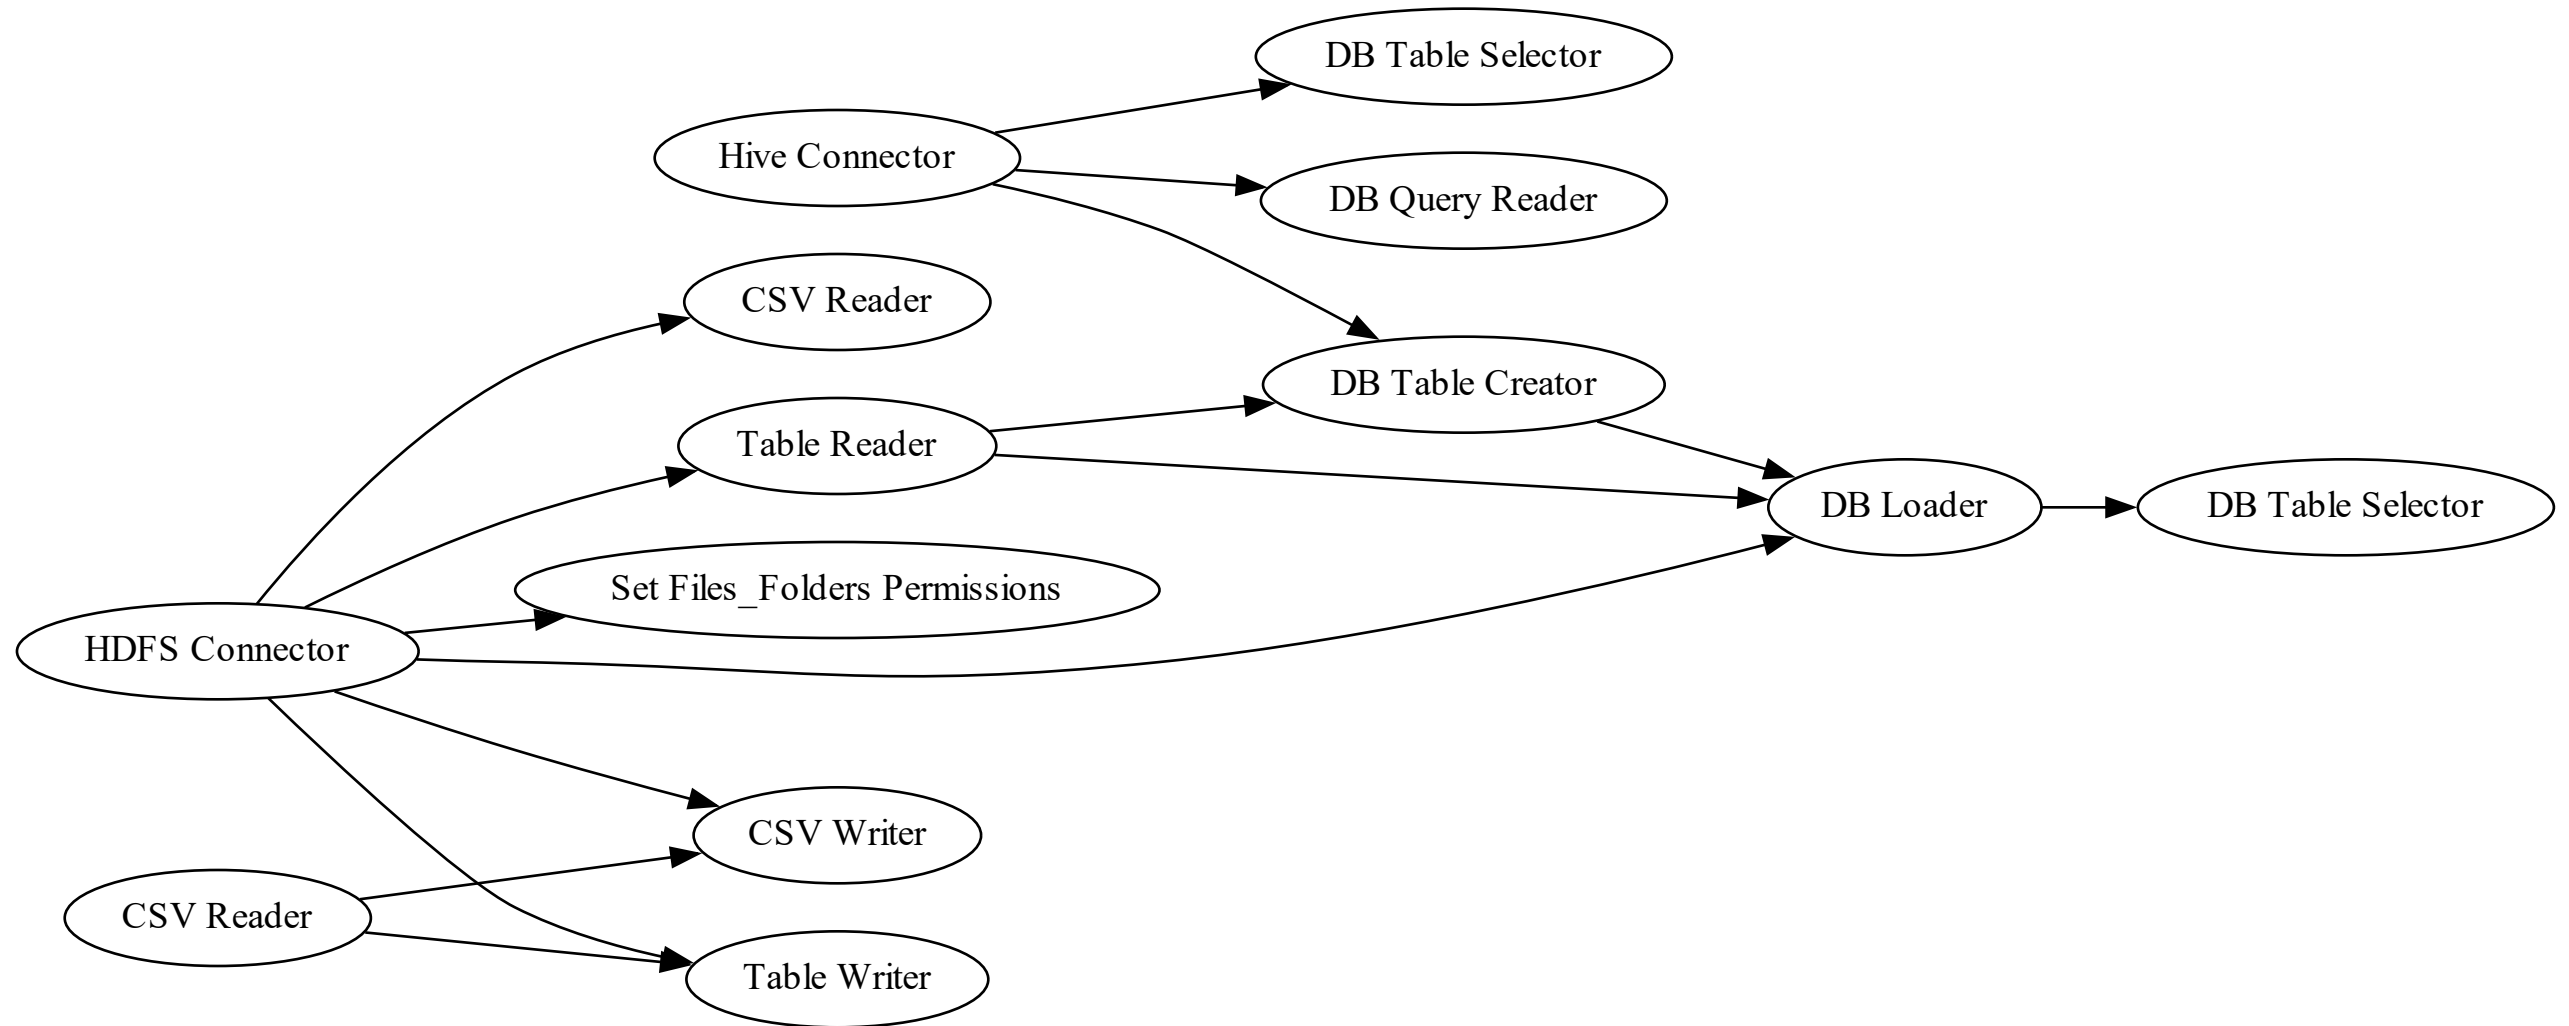 DB Table Selector
Hive Connector
DB Query Reader
CSV Reader
DB Table Creator
Table Reader
DB Loader
DB Table Selector
Set Files_Folders Permissions
HDFS Connector
CSV Writer
CSV Reader
Table Writer